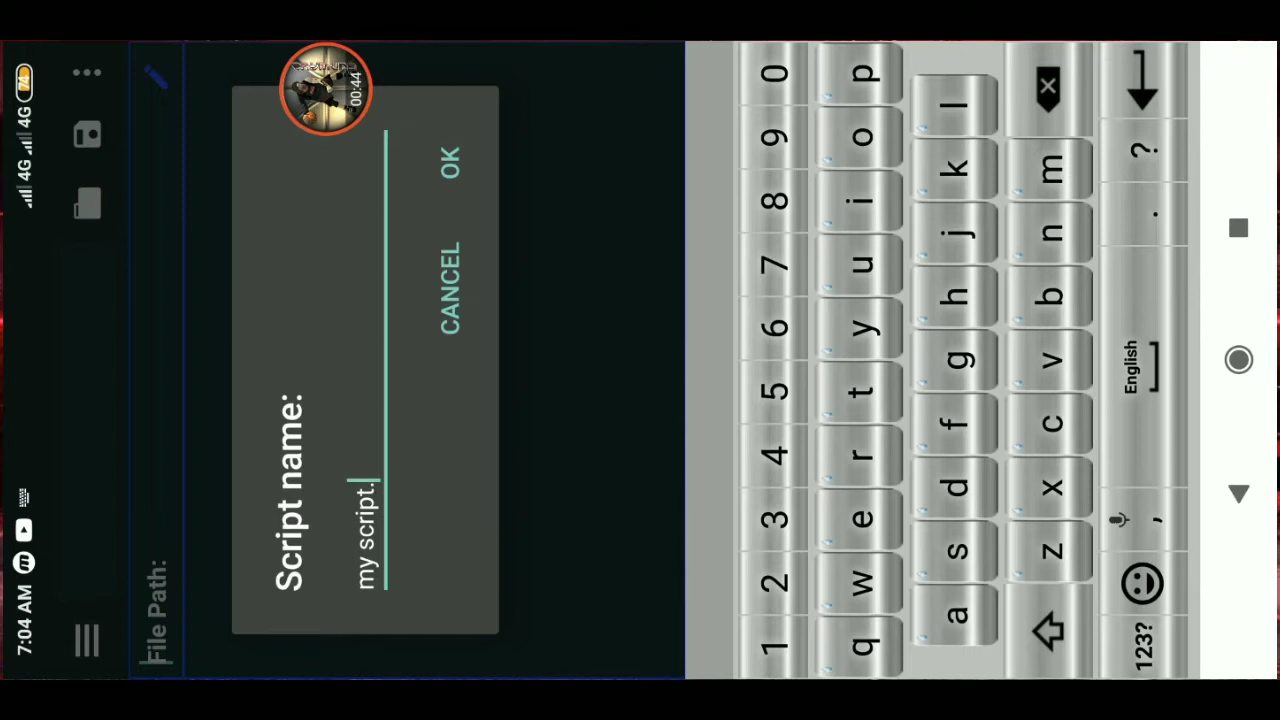 7:04 AM 4G 4G 74
File Path:
00:44
Script name:
my script.
CANCEL OK
1 2 3 4 5 6 7 8 9 0
q w e r t y u i o p
a s d f g h j k l
z x c v b n m
123? , English . ?